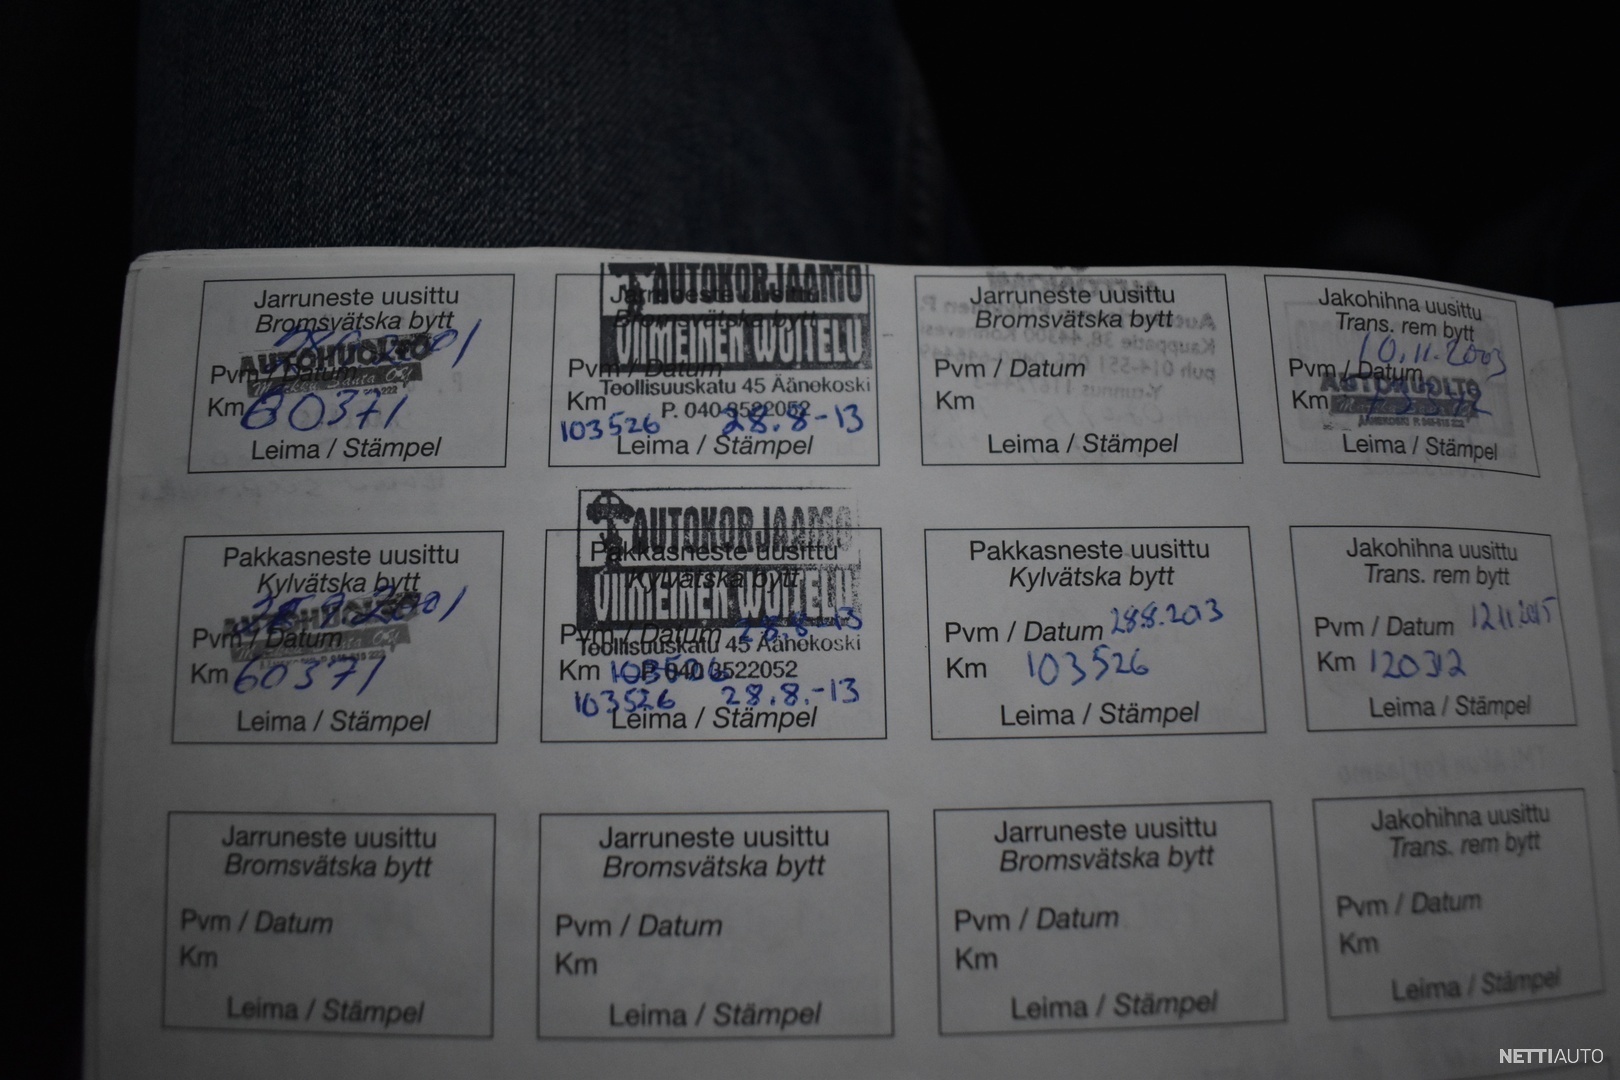 Jarruneste uusittu
Bromsvätska bytt
AUTOHUOLTO
Pvm / Datum
Km 60371
Leima / Stämpel
AUTOKORJAAMO
Jarruneste uusittu
Bromsvätska bytt
VIIMEINEN WOITELU
Pvm / Datum
Teollisuuskatu 45 Äänekoski
Km
P. 040 3522052
103526 28.8-13
Leima / Stämpel
Jarruneste uusittu
Bromsvätska bytt
Pvm / Datum
Km
Leima / Stämpel
Jakohihna uusittu
Trans. rem bytt
10.11.2003
Pvm / Datum
AUTOHUOLTO
Km
Leima / Stämpel
Pakkasneste uusittu
Kylvätska bytt
Pvm / Datum
Km 60371
Leima / Stämpel
AUTOKORJAAMO
Pakkasneste uusittu
Kylvätska bytt
VIIMEINEN WOITELU
Pvm / Datum 28.8-13
Teollisuuskatu 45 Äänekoski
Km
P. 040 3522052
103526 28.8.-13
Leima / Stämpel
Pakkasneste uusittu
Kylvätska bytt
Pvm / Datum 28.8.2013
Km 103526
Leima / Stämpel
Jakohihna uusittu
Trans. rem bytt
Pvm / Datum 12.11.2015
Km 120312
Leima / Stämpel
Jarruneste uusittu
Bromsvätska bytt
Pvm / Datum
Km
Leima / Stämpel
Jarruneste uusittu
Bromsvätska bytt
Pvm / Datum
Km
Leima / Stämpel
Jarruneste uusittu
Bromsvätska bytt
Pvm / Datum
Km
Leima / Stämpel
Jakohihna uusittu
Trans. rem bytt
Pvm / Datum
Km
Leima / Stämpel
NETTIAUTO